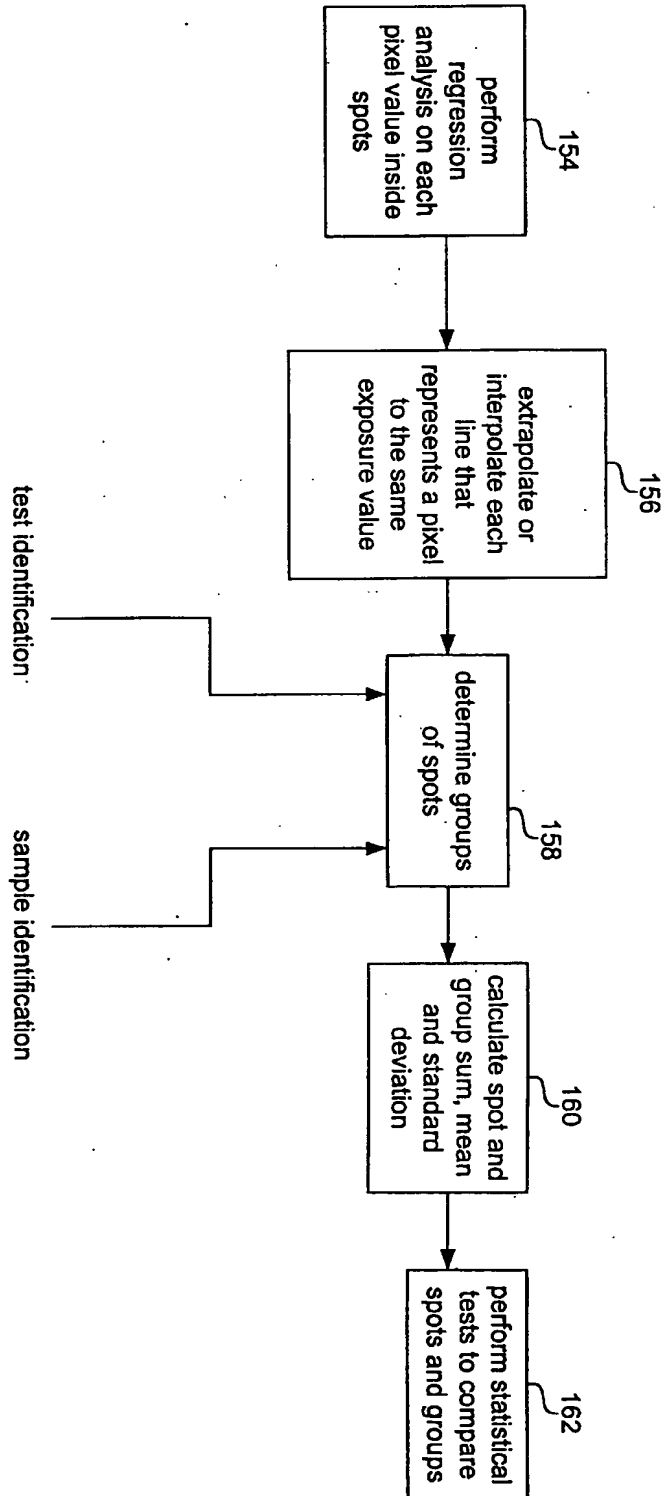 154
perform
regression
analysis on each
pixel value inside
spots
156
extrapolate or
interpolate each
line that
represents a pixel
to the same
exposure value
158
determine groups
of spots
test identification
sample identification
160
calculate spot and
group sum, mean
and standard
deviation
162
perform statistical
tests to compare
spots and groups